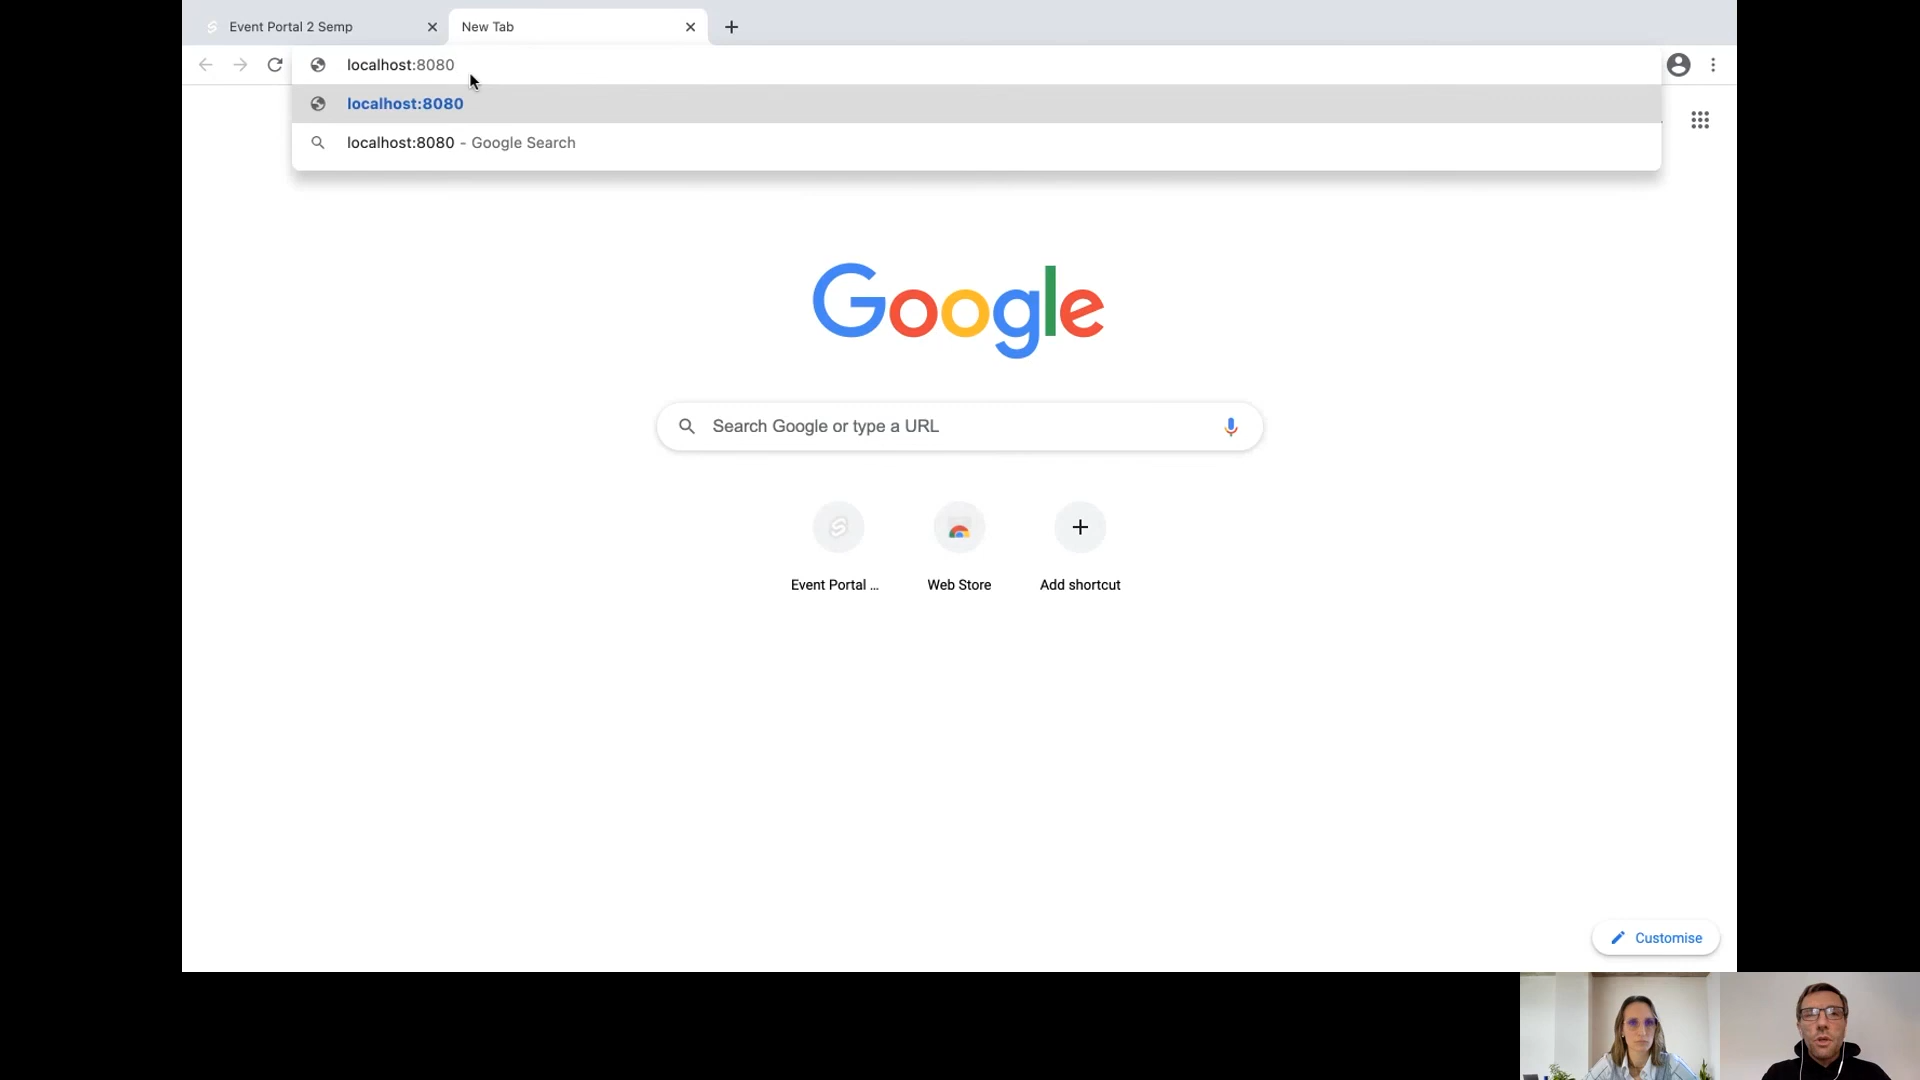 Event Portal 2 Semp
New Tab
localhost:8080
localhost:8080
localhost:8080 - Google Search
Google
Search Google or type a URL
Event Portal ...
Web Store
Add shortcut
Customise